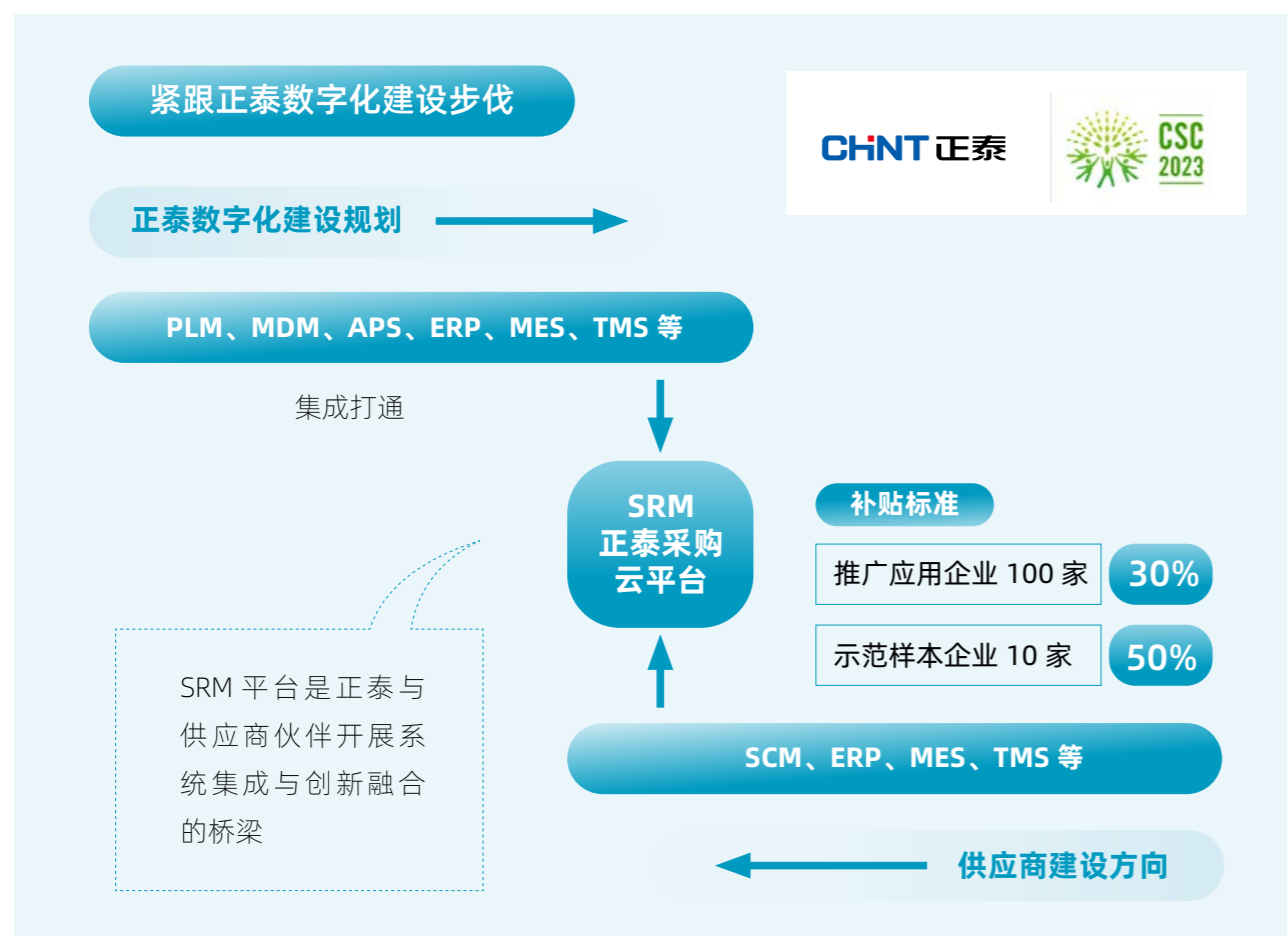 紧跟正泰数字化建设步伐
CHNT 正泰
CSC
2023
正泰数字化建设规划
PLM、MDM、APS、ERP、MES、TMS 等
集成打通
SRM
正泰采购
云平台
补贴标准
推广应用企业 100 家
30%
示范样本企业 10 家
50%
SRM 平台是正泰与
供应商伙伴开展系
统集成与创新融合
的桥梁
SCM、ERP、MES、TMS 等
供应商建设方向